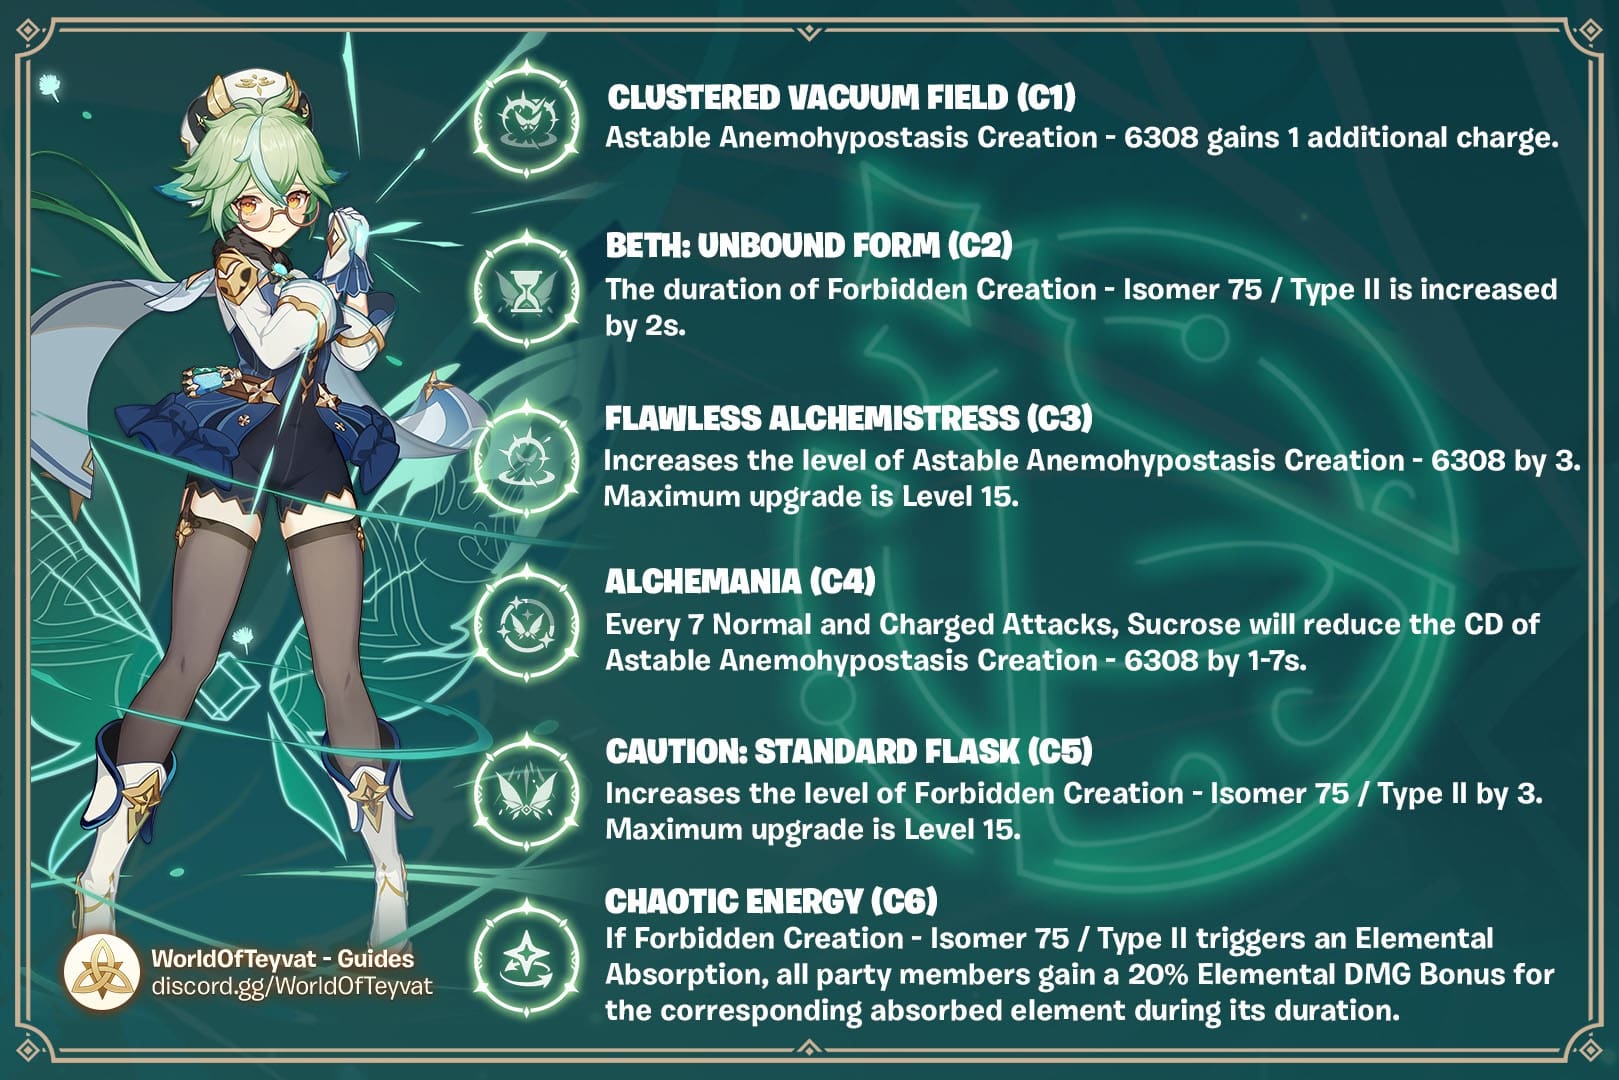 CLUSTERED VACUUM FIELD (C1)
Astable Anemohypostasis Creation - 6308 gains 1 additional charge.
BETH: UNBOUND FORM (C2)
The duration of Forbidden Creation - Isomer 75 / Type II is increased
by 2s.
FLAWLESS ALCHEMISTRESS (C3)
Increases the level of Astable Anemohypostasis Creation - 6308 by 3.
Maximum upgrade is Level 15.
ALCHEMANIA (C4)
Every 7 Normal and Charged Attacks, Sucrose will reduce the CD of
Astable Anemohypostasis Creation - 6308 by 1-7s.
CAUTION: STANDARD FLASK (C5)
Increases the level of Forbidden Creation - Isomer 75 / Type II by 3.
Maximum upgrade is Level 15.
CHAOTIC ENERGY (C6)
If Forbidden Creation - Isomer 75 / Type II triggers an Elemental
Absorption, all party members gain a 20% Elemental DMG Bonus for
the corresponding absorbed element during its duration.
WorldOfTeyvat - Guides
discord.gg/WorldOfTeyvat